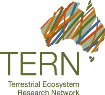 TERN
Terrestrial Ecosystem
Research Network